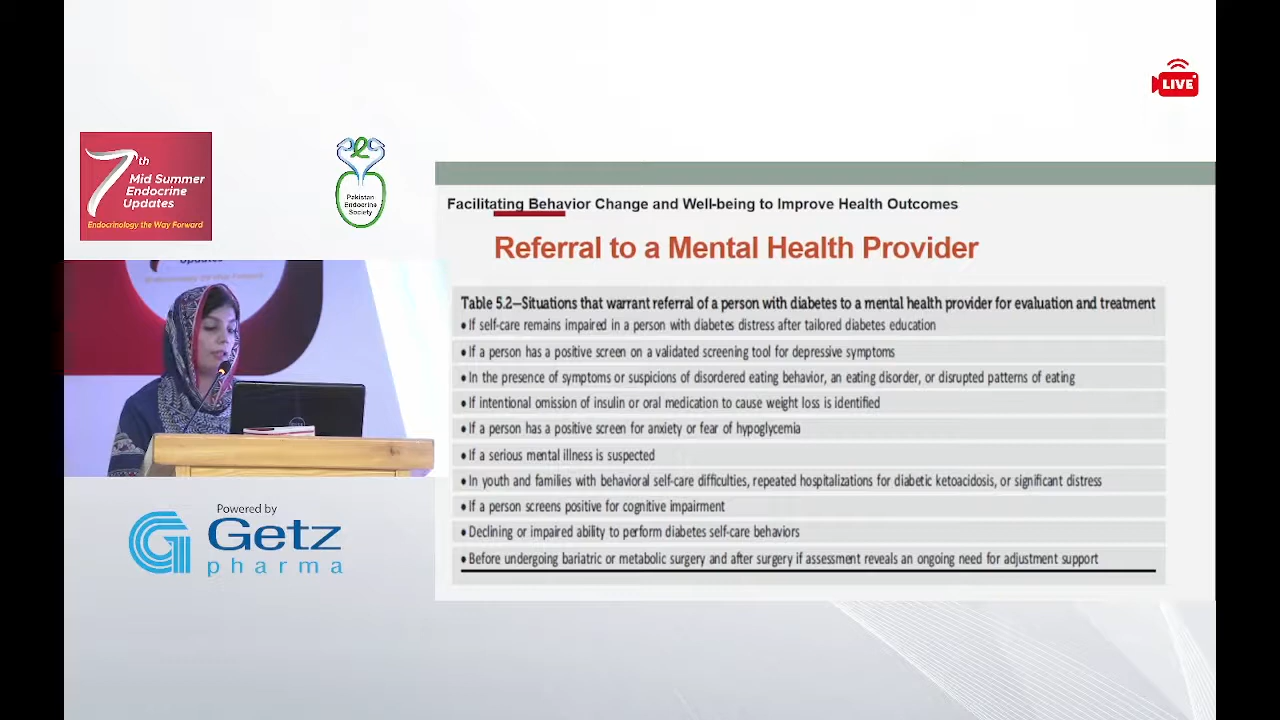 LIVE
7th
Mid Summer
Endocrine
Updates
Endocrinology the Way Forward
Pakistan
Endocrine
Society
Facilitating Behavior Change and Well-being to Improve Health Outcomes
Referral to a Mental Health Provider
Table 5.2—Situations that warrant referral of a person with diabetes to a mental health provider for evaluation and treatment
• If self-care remains impaired in a person with diabetes distress after tailored diabetes education
• If a person has a positive screen on a validated screening tool for depressive symptoms
• In the presence of symptoms or suspicions of disordered eating behavior, an eating disorder, or disrupted patterns of eating
• If intentional omission of insulin or oral medication to cause weight loss is identified
• If a person has a positive screen for anxiety or fear of hypoglycemia
• If a serious mental illness is suspected
• In youth and families with behavioral self-care difficulties, repeated hospitalizations for diabetic ketoacidosis, or significant distress
• If a person screens positive for cognitive impairment
• Declining or impaired ability to perform diabetes self-care behaviors
• Before undergoing bariatric or metabolic surgery and after surgery if assessment reveals an ongoing need for adjustment support
Powered by
Getz
pharma